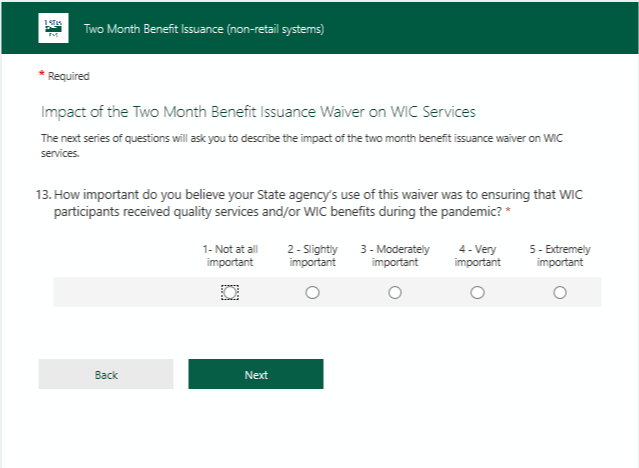 Two Month Benefit Issuance (non-retail systems)
* Required
Impact of the Two Month Benefit Issuance Waiver on WIC Services
The next series of questions will ask you to describe the impact of the two month benefit issuance waiver on WIC
services.
13. How important do you believe your State agency's use of this waiver was to ensuring that WIC
participants received quality services and/or WIC benefits during the pandemic? *
1- Not at all important
2 - Slightly important
3 - Moderately important
4 - Very important
5 - Extremely important
Back
Next